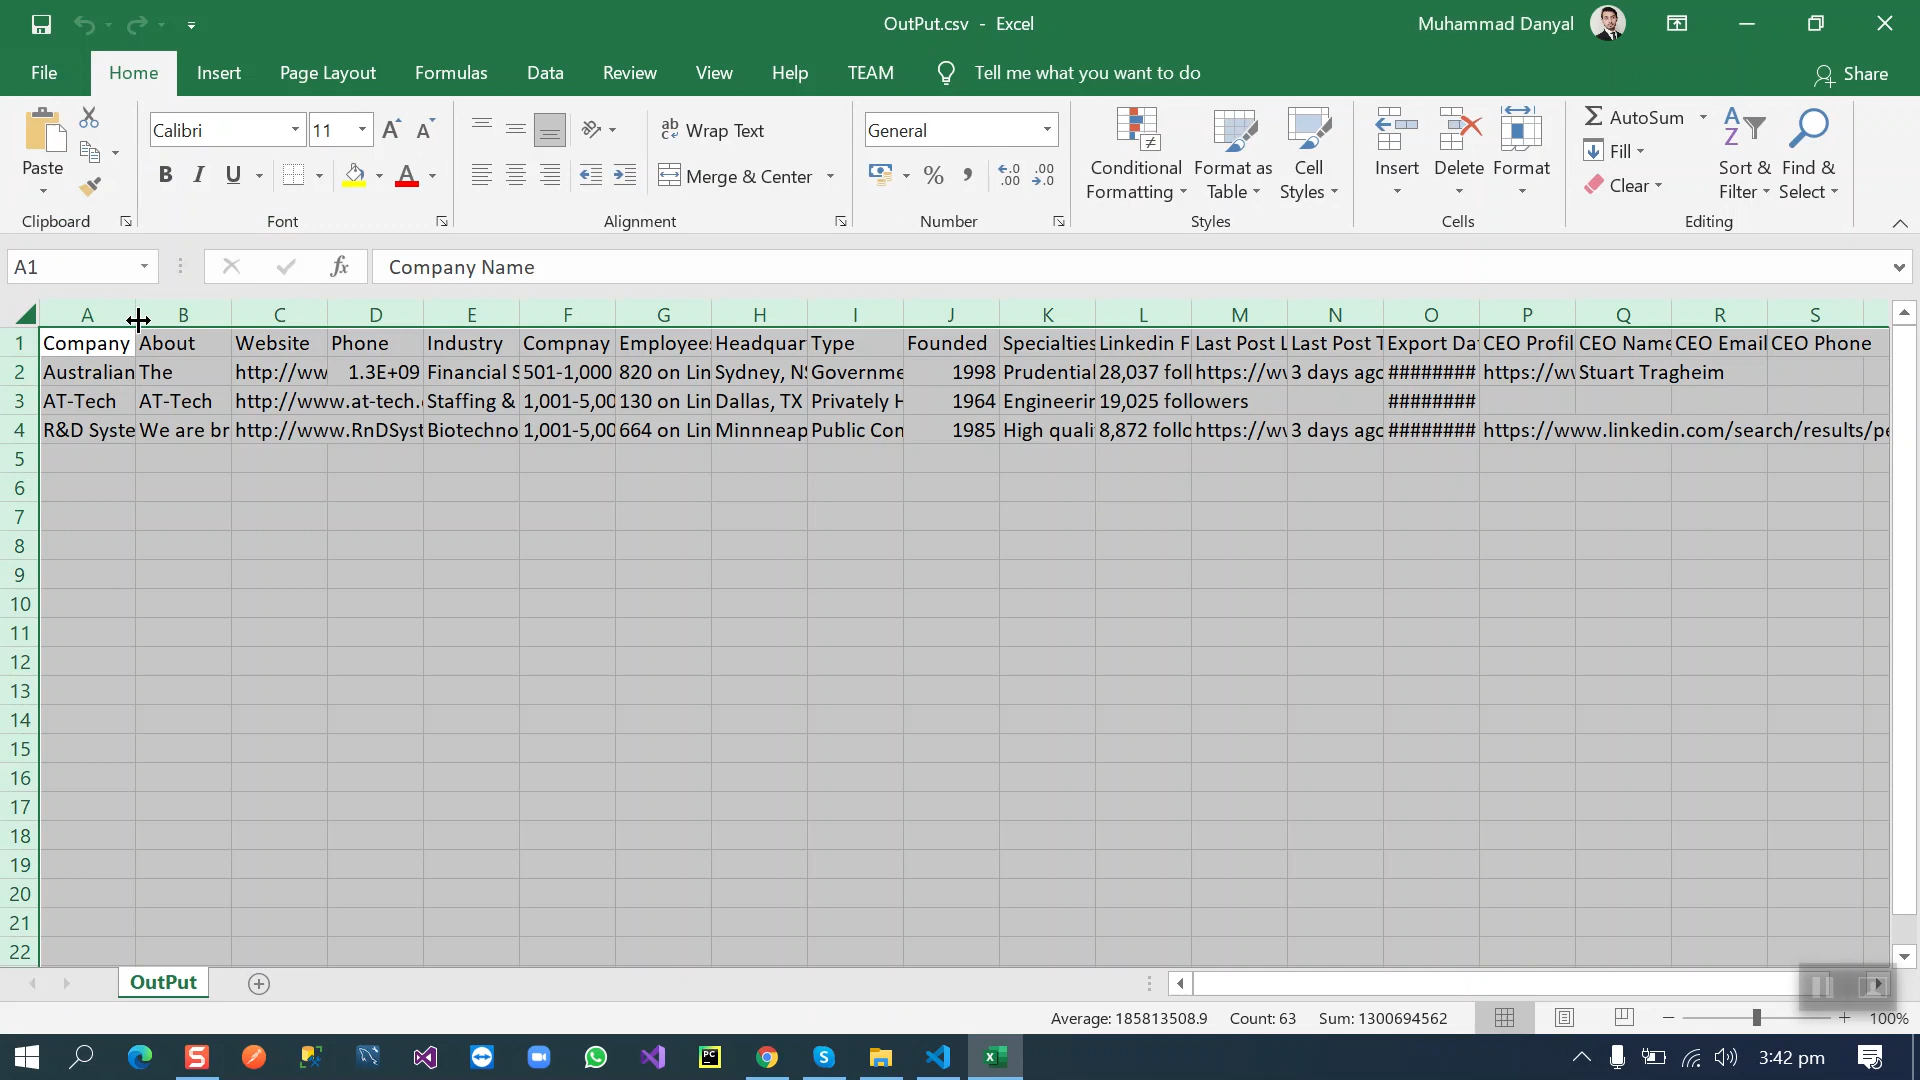 OutPut.csv - Excel
Muhammad Danyal
File Home Insert Page Layout Formulas Data Review View Help TEAM Tell me what you want to do Share
Paste
Clipboard
Calibri 11
B I U A
Font
ab Wrap Text
Merge & Center
Alignment
General
% ,
Number
Conditional Formatting
Format as Table
Cell Styles
Styles
Insert Delete Format
Cells
AutoSum
Fill
Clear
Sort & Filter
Find & Select
Editing
A1 fx Company Name
A B C D E F G H I J K L M N O P Q R S
1 Company About Website Phone Industry Compnay Employees Headquar Type Founded Specialties Linkedin F Last Post L Last Post T Export Da CEO Profil CEO Name CEO Email CEO Phone
2 Australian The http://ww 1.3E+09 Financial S 501-1,000 820 on Lin Sydney, NS Governme 1998 Prudential 28,037 foll https://ww 3 days ago ######## https://ww Stuart Tragheim
3 AT-Tech AT-Tech http://www.at-tech. Staffing & 1,001-5,00 130 on Lin Dallas, TX Privately H 1964 Engineerin 19,025 followers ########
4 R&D Syste We are br http://www.RnDSyst Biotechno 1,001-5,00 664 on Lin Minnneap Public Con 1985 High quali 8,872 follo https://ww 3 days ago ######## https://www.linkedin.com/search/results/pe
5
6
7
8
9
10
11
12
13
14
15
16
17
18
19
20
21
22
OutPut
Average: 185813508.9 Count: 63 Sum: 1300694562 100%
3:42 pm